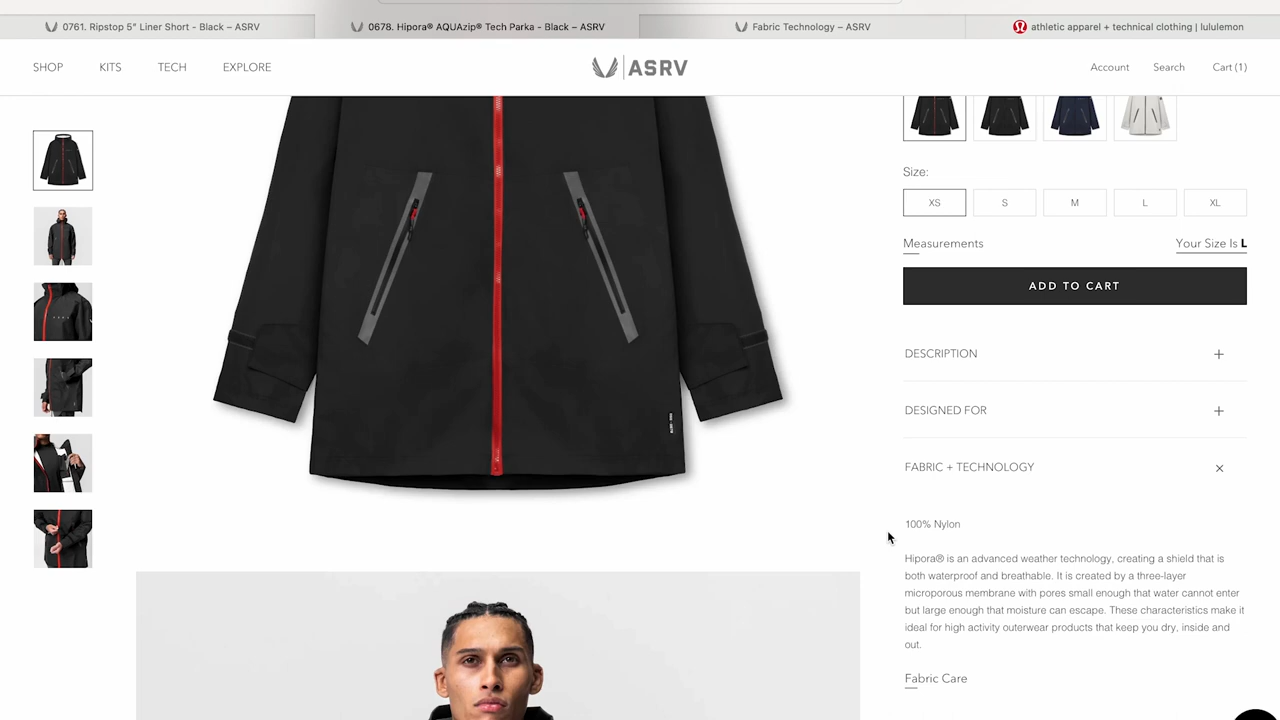 0761. Ripstop 5" Liner Short - Black – ASRV
0678. Hipora® AQUAzip® Tech Parka - Black – ASRV
Fabric Technology – ASRV
athletic apparel + technical clothing | lululemon
SHOP
KITS
TECH
EXPLORE
ASRV
Account
Search
Cart (1)
Size:
XS
S
M
L
XL
Measurements
Your Size Is L
ADD TO CART
DESCRIPTION
DESIGNED FOR
FABRIC + TECHNOLOGY
100% Nylon
Hipora® is an advanced weather technology, creating a shield that is
both waterproof and breathable. It is created by a three-layer
microporous membrane with pores small enough that water cannot enter
but large enough that moisture can escape. These characteristics make it
ideal for high activity outerwear products that keep you dry, inside and
out.
Fabric Care